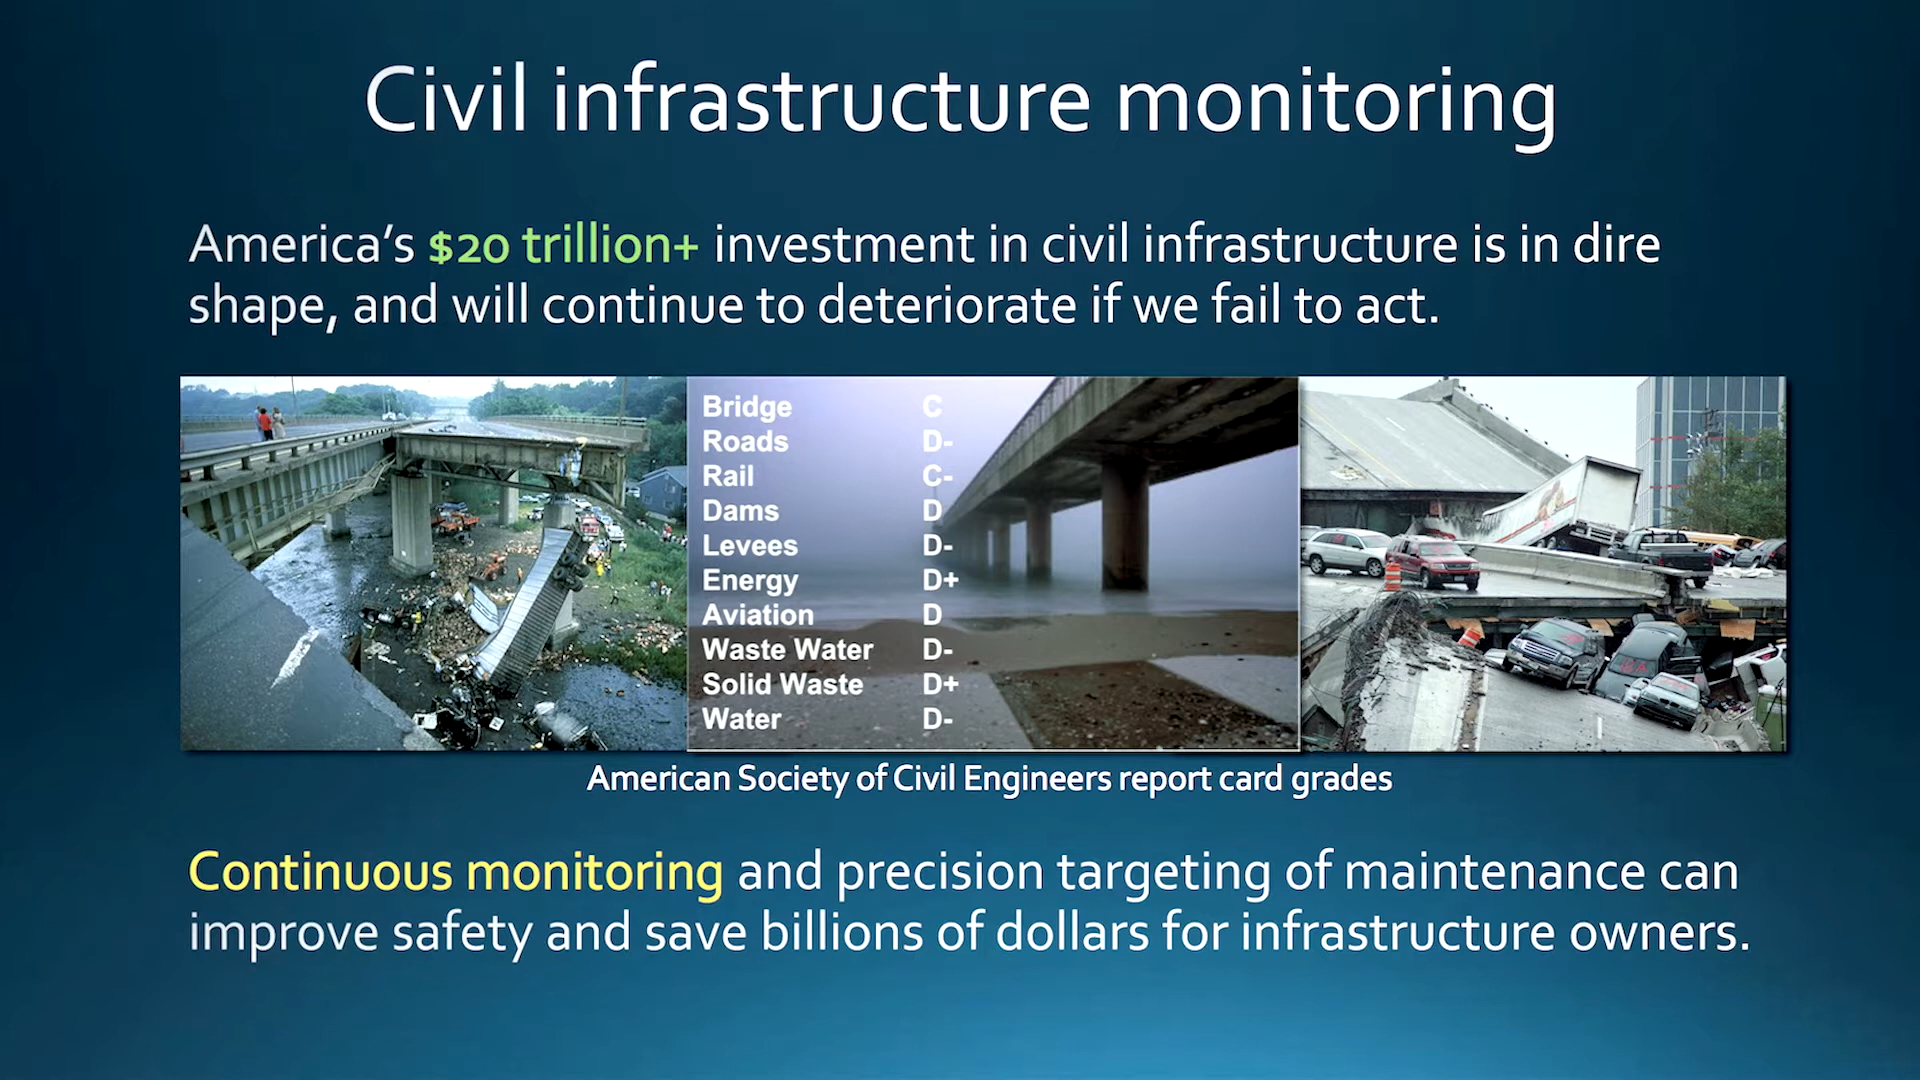 Civil infrastructure monitoring
America's $20 trillion+ investment in civil infrastructure is in dire
shape, and will continue to deteriorate if we fail to act.
Bridge C
Roads D-
Rail C-
Dams D
Levees D-
Energy D+
Aviation D
Waste Water D-
Solid Waste D+
Water D-
American Society of Civil Engineers report card grades
Continuous monitoring and precision targeting of maintenance can
improve safety and save billions of dollars for infrastructure owners.